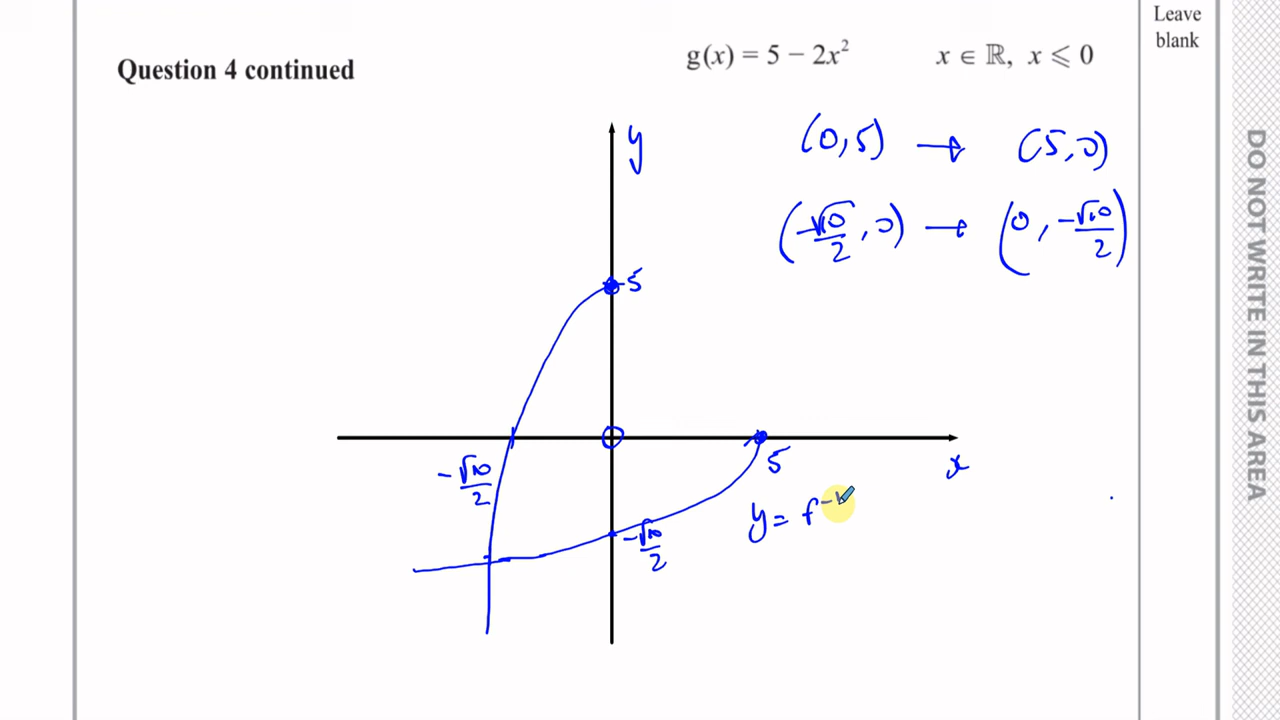 Leave
blank
Question 4 continued
g(x) = 5 − 2x² x ∈ ℝ, x ⩽ 0
y
(0,5) → (5,0)
(-√10/2, 0) → (0, -√10/2)
5
-√10/2
5
x
-√10/2
y = f⁻¹
DO NOT WRITE IN THIS AREA